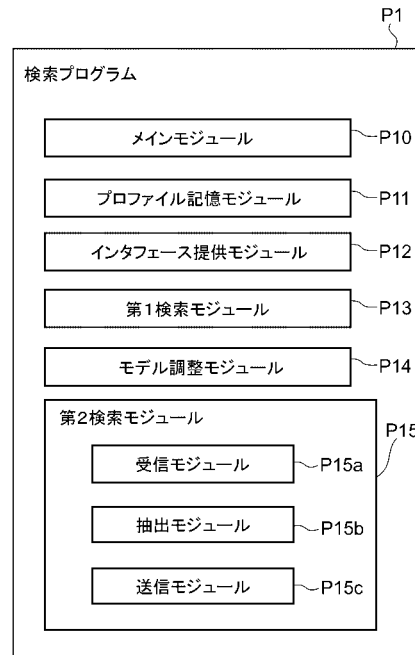 P1
検索プログラム
メインモジュール P10
プロファイル記憶モジュール P11
インタフェース提供モジュール P12
第1検索モジュール P13
モデル調整モジュール P14
第2検索モジュール P15
受信モジュール P15a
抽出モジュール P15b
送信モジュール P15c